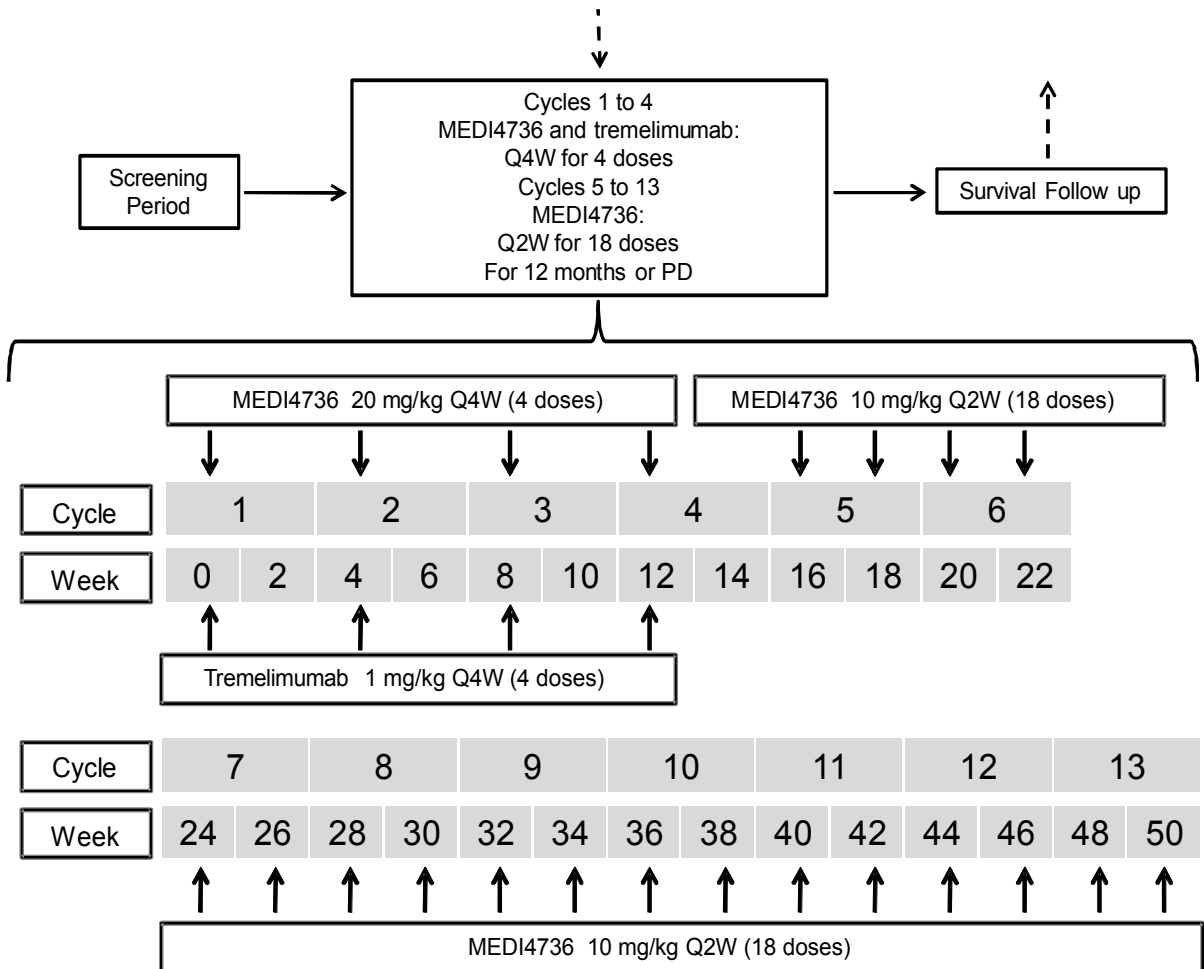 Screening
Period
Cycles 1 to 4
MEDI4736 and tremelimumab:
Q4W for 4 doses
Cycles 5 to 13
MEDI4736:
Q2W for 18 doses
For 12 months or PD
Survival Follow up
MEDI4736 20 mg/kg Q4W (4 doses)
MEDI4736 10 mg/kg Q2W (18 doses)
Cycle 1 2 3 4 5 6
Week 0 2 4 6 8 10 12 14 16 18 20 22
Tremelimumab 1 mg/kg Q4W (4 doses)
Cycle 7 8 9 10 11 12 13
Week 24 26 28 30 32 34 36 38 40 42 44 46 48 50
MEDI4736 10 mg/kg Q2W (18 doses)